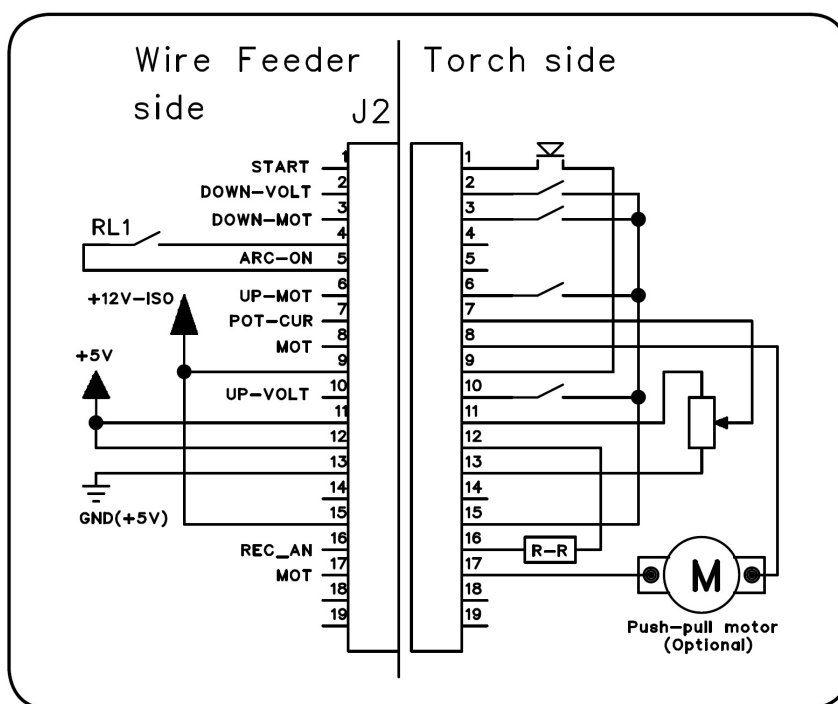 Wire Feeder
side
J2
Torch side
START
1
DOWN-VOLT
2
DOWN-MOT
3
RL1
4
ARC-ON
5
+12V-ISO
UP-MOT
6
POT-CUR
7
MOT
8
+5V
9
UP-VOLT
10
11
12
13
GND(+5V)
14
15
REC_AN
16
MOT
17
18
19
1
2
3
4
5
6
7
8
9
10
11
12
13
14
15
16
R-R
17
M
18
19
Push-pull motor
(Optional)